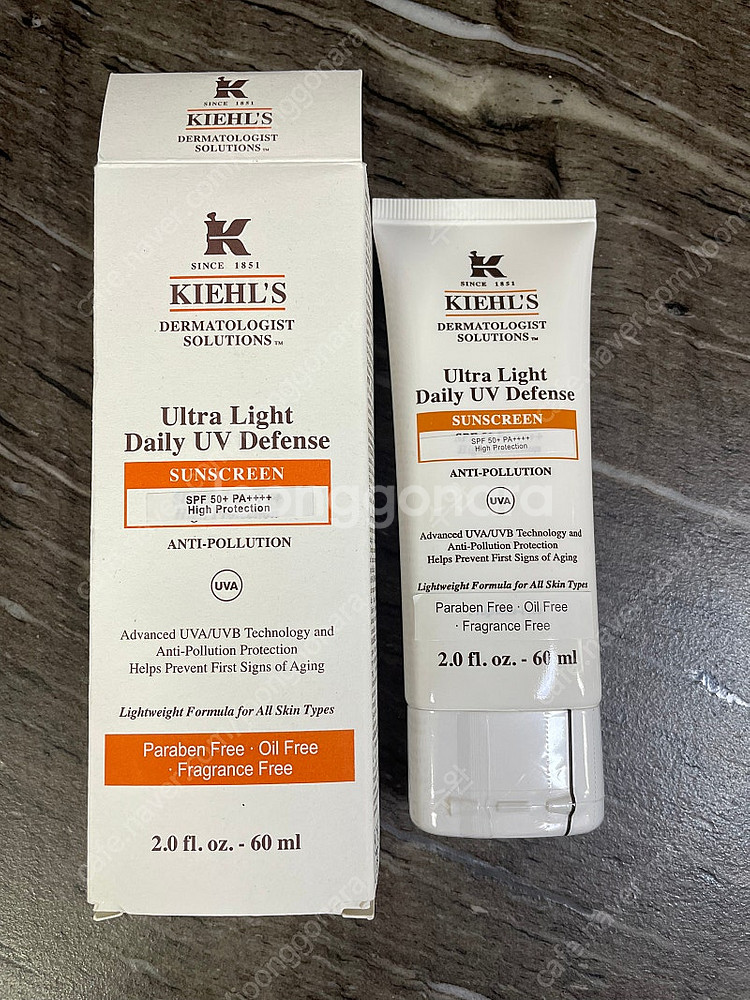 K
SINCE 1851
KIEHL'S
DERMATOLOGIST
SOLUTIONS™
K
SINCE 1851
KIEHL'S
DERMATOLOGIST
SOLUTIONS™
Ultra Light
Daily UV Defense
SUNSCREEN
SPF 50+ PA++++
High Protection
ANTI-POLLUTION
UVA
Advanced UVA/UVB Technology and
Anti-Pollution Protection
Helps Prevent First Signs of Aging
Lightweight Formula for All Skin Types
Paraben Free · Oil Free
· Fragrance Free
2.0 fl. oz. - 60 ml
K
SINCE 1851
KIEHL'S
DERMATOLOGIST
SOLUTIONS™
Ultra Light
Daily UV Defense
SUNSCREEN
SPF 50+ PA++++
High Protection
ANTI-POLLUTION
UVA
Advanced UVA/UVB Technology and
Anti-Pollution Protection
Helps Prevent First Signs of Aging
Lightweight Formula for All Skin Types
Paraben Free · Oil Free
· Fragrance Free
2.0 fl. oz. - 60 ml
joonggonara
cafe.naver.com/joonggonara